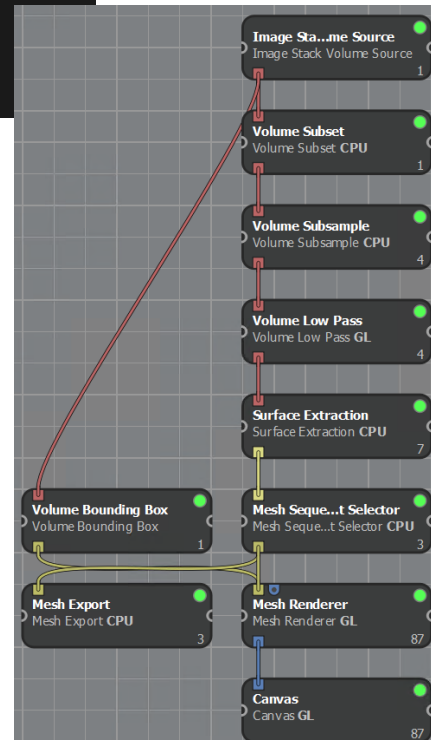 Image Sta...me Source
Image Stack Volume Source
1
Volume Subset
Volume Subset CPU
1
Volume Subsample
Volume Subsample CPU
4
Volume Low Pass
Volume Low Pass GL
4
Surface Extraction
Surface Extraction CPU
7
Volume Bounding Box
Volume Bounding Box
1
Mesh Seque...t Selector
Mesh Seque...t Selector CPU
3
Mesh Export
Mesh Export CPU
3
Mesh Renderer
Mesh Renderer GL
87
Canvas
Canvas GL
87